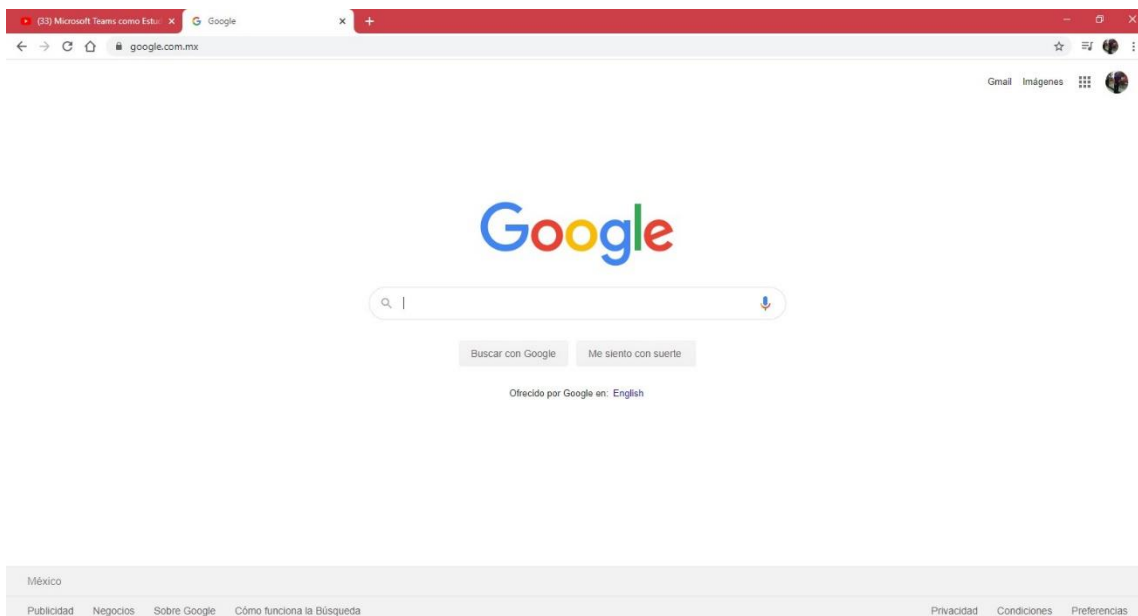 (33) Microsoft Teams como Estu
Google
google.com.mx
Gmail Imágenes
Google
Buscar con Google Me siento con suerte
Ofrecido por Google en: English
México
Publicidad Negocios Sobre Google Cómo funciona la Búsqueda Privacidad Condiciones Preferencias